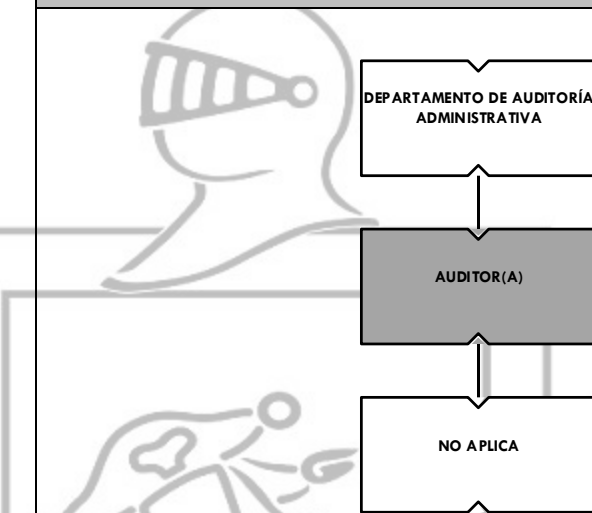 DEPARTAMENTO DE AUDITORÍA
ADMINISTRATIVA
AUDITOR(A)
NO APLICA